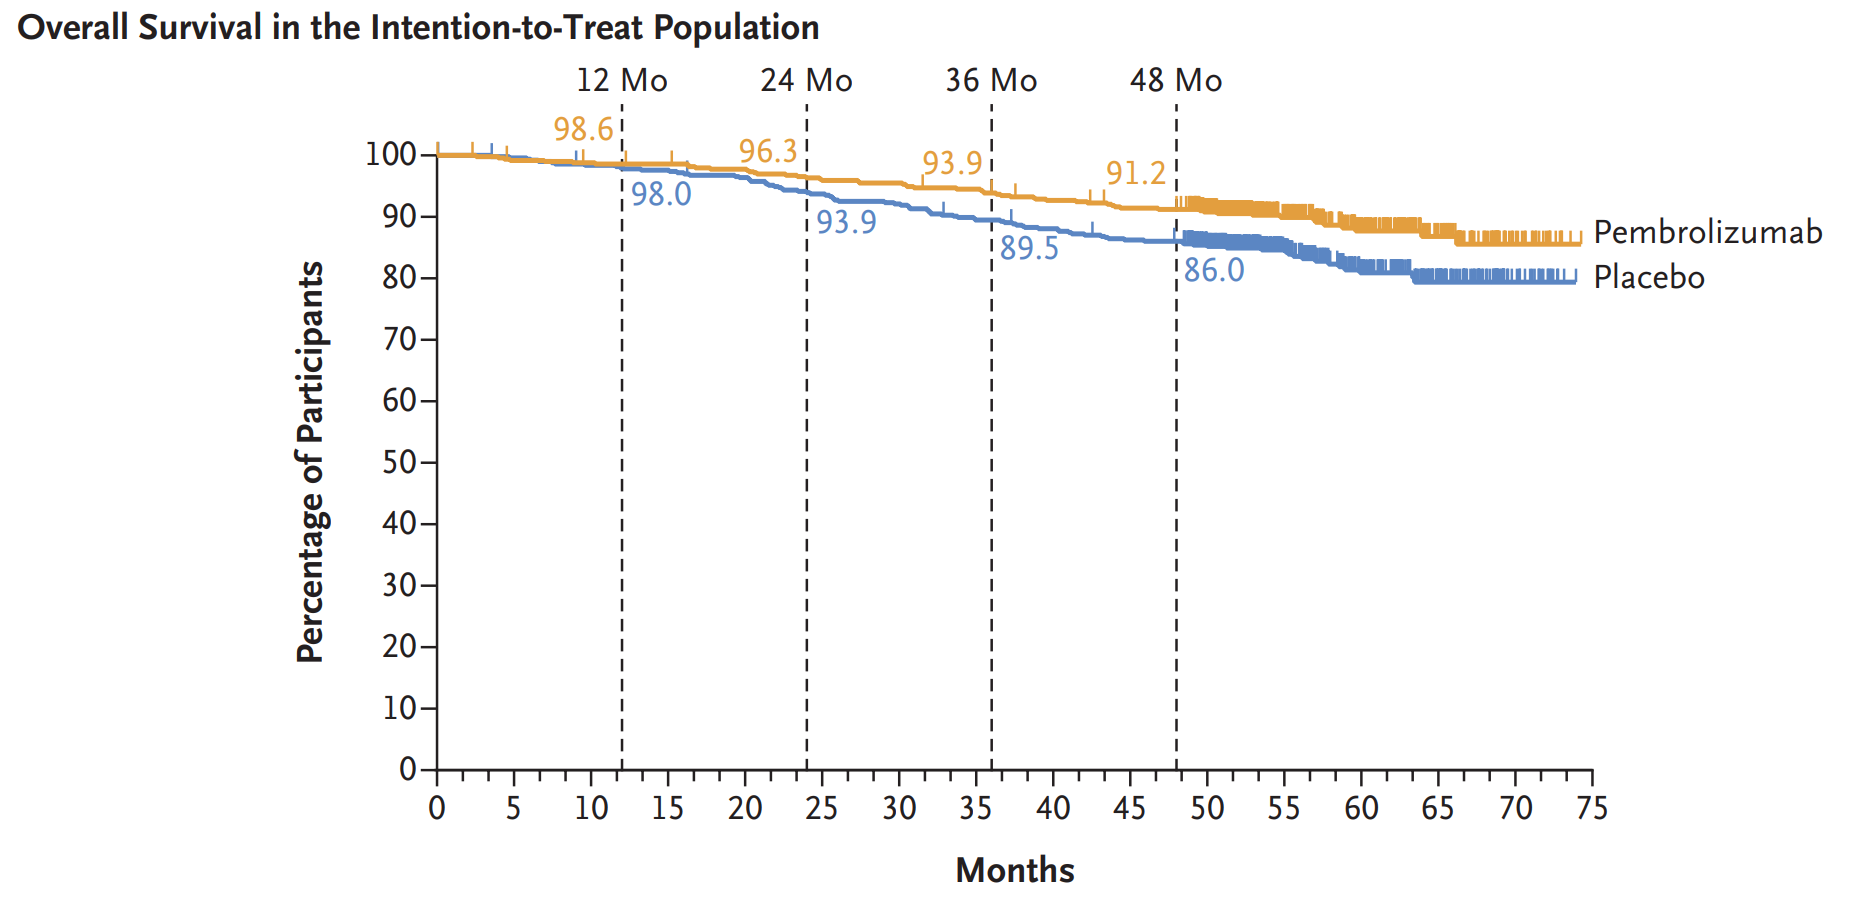 Overall Survival in the Intention-to-Treat Population
12 Mo 24 Mo 36 Mo 48 Mo
98.6 96.3 93.9 91.2
98.0 93.9 89.5 86.0
Pembrolizumab
Placebo
Percentage of Participants
100
90
80
70
60
50
40
30
20
10
0
0 5 10 15 20 25 30 35 40 45 50 55 60 65 70 75
Months